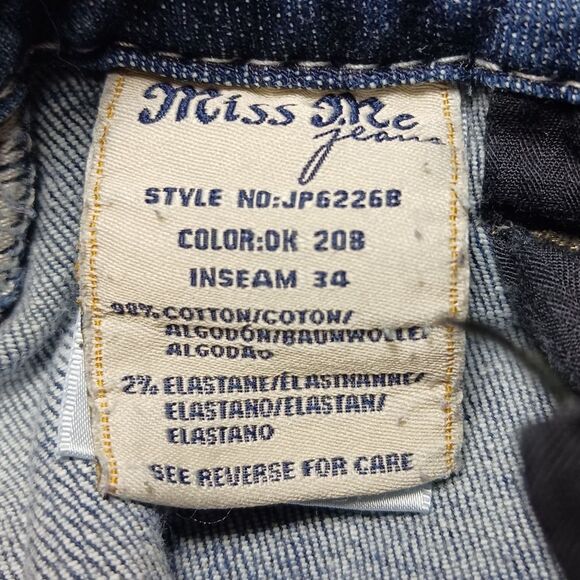 Miss Me
jeans
STYLE NO:JP6226B
COLOR:DK 208
INSEAM 34
98% COTTON/COTON/
ALGODÓN/BAUMWOLLE/
ALGODÃO
2% ELASTANE/ÉLASTHANNE/
ELASTANO/ELASTAN/
ELASTANO
SEE REVERSE FOR CARE